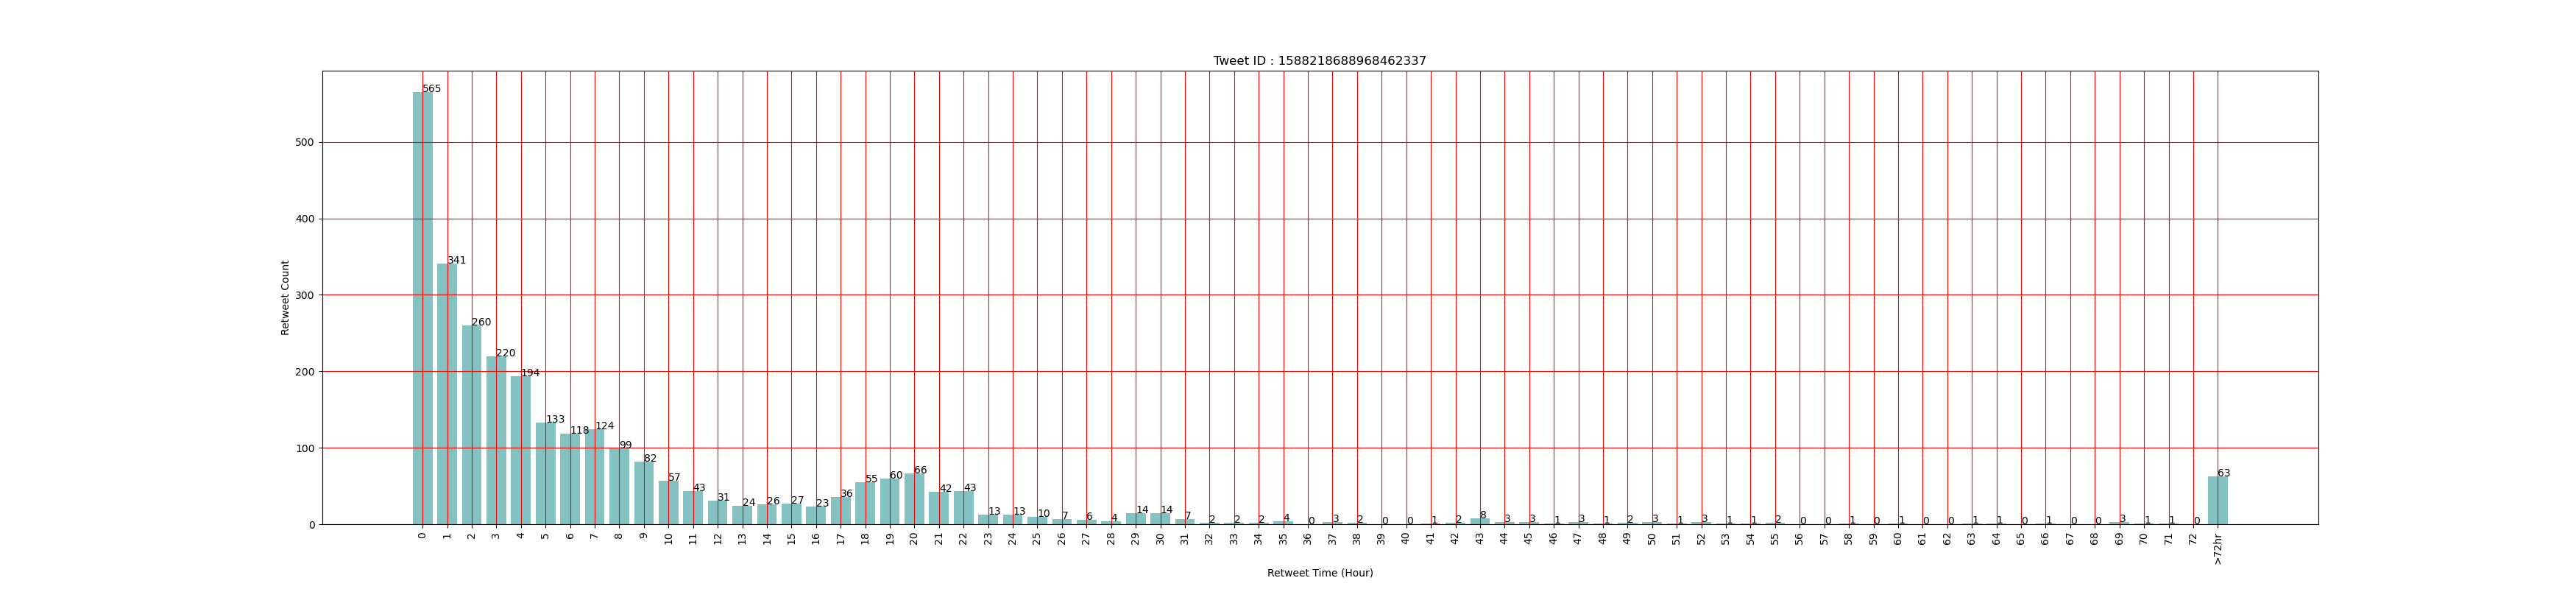 Tweet ID : 1588218688968462337
Retweet Count
500
400
300
200
100
0
565 341 260 220 194 133 118 124 99 82 57 43 31 24 26 27 23 36 55 60 66 42 43 13 13 10 7 6 4 14 14 7 2 2 2 4 0 3 2 0 0 1 2 8 3 3 1 3 1 2 3 1 3 1 1 2 0 0 1 0 1 0 0 1 1 0 1 0 0 3 1 1 0 63
0 1 2 3 4 5 6 7 8 9 10 11 12 13 14 15 16 17 18 19 20 21 22 23 24 25 26 27 28 29 30 31 32 33 34 35 36 37 38 39 40 41 42 43 44 45 46 47 48 49 50 51 52 53 54 55 56 57 58 59 60 61 62 63 64 65 66 67 68 69 70 71 72 >72hr
Retweet Time (Hour)